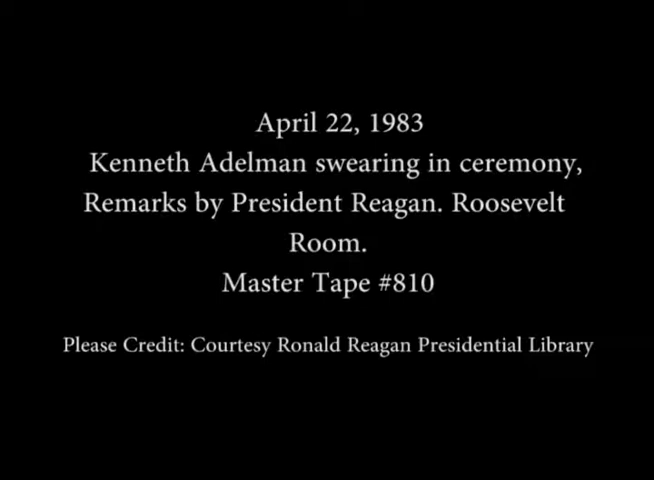 April 22, 1983
Kenneth Adelman swearing in ceremony,
Remarks by President Reagan. Roosevelt
Room.
Master Tape #810
Please Credit: Courtesy Ronald Reagan Presidential Library